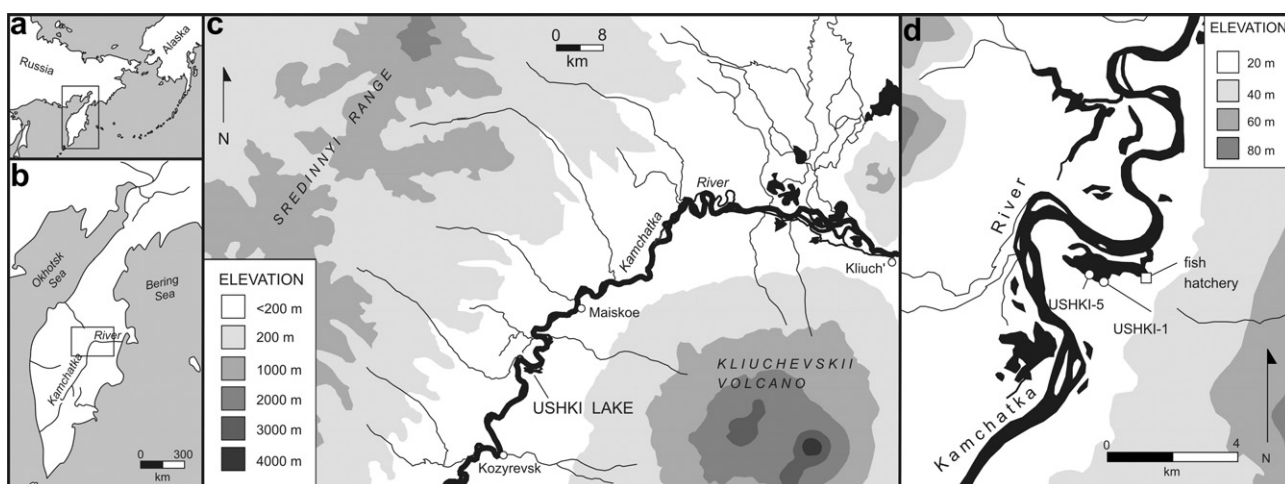 a
Russia
Alaska
b
Okhotsk
Sea
Bering
Sea
River
Kamchatka
0 300
km
c
0 8
km
N
SREDINNYI RANGE
River
Kamchatka
Kliuch'
Maiskoe
USHKI LAKE
KLIUCHEVSKII
VOLCANO
Kozyrevsk
ELEVATION
<200 m
200 m
1000 m
2000 m
3000 m
4000 m
d
ELEVATION
20 m
40 m
60 m
80 m
River
fish
hatchery
USHKI-5
USHKI-1
Kamchatka
0 4
km
N